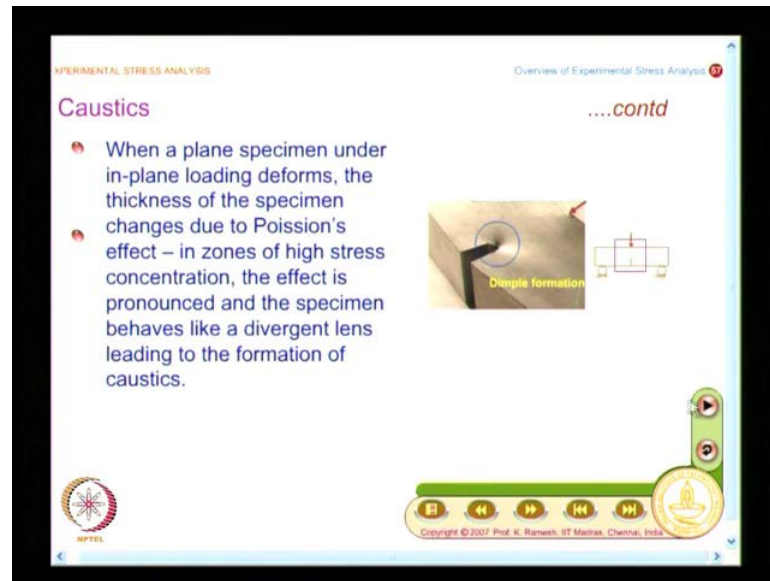 XPERIMENTAL STRESS ANALYSIS
Overview of Experimental Stress Analysis 57
Caustics
....contd
When a plane specimen under
in-plane loading deforms, the
thickness of the specimen
changes due to Poission's
effect – in zones of high stress
concentration, the effect is
pronounced and the specimen
behaves like a divergent lens
leading to the formation of
caustics.
Dimple formation
NPTEL
Copyright © 2007 Prof. K. Ramesh, IIT Madras, Chennai, India